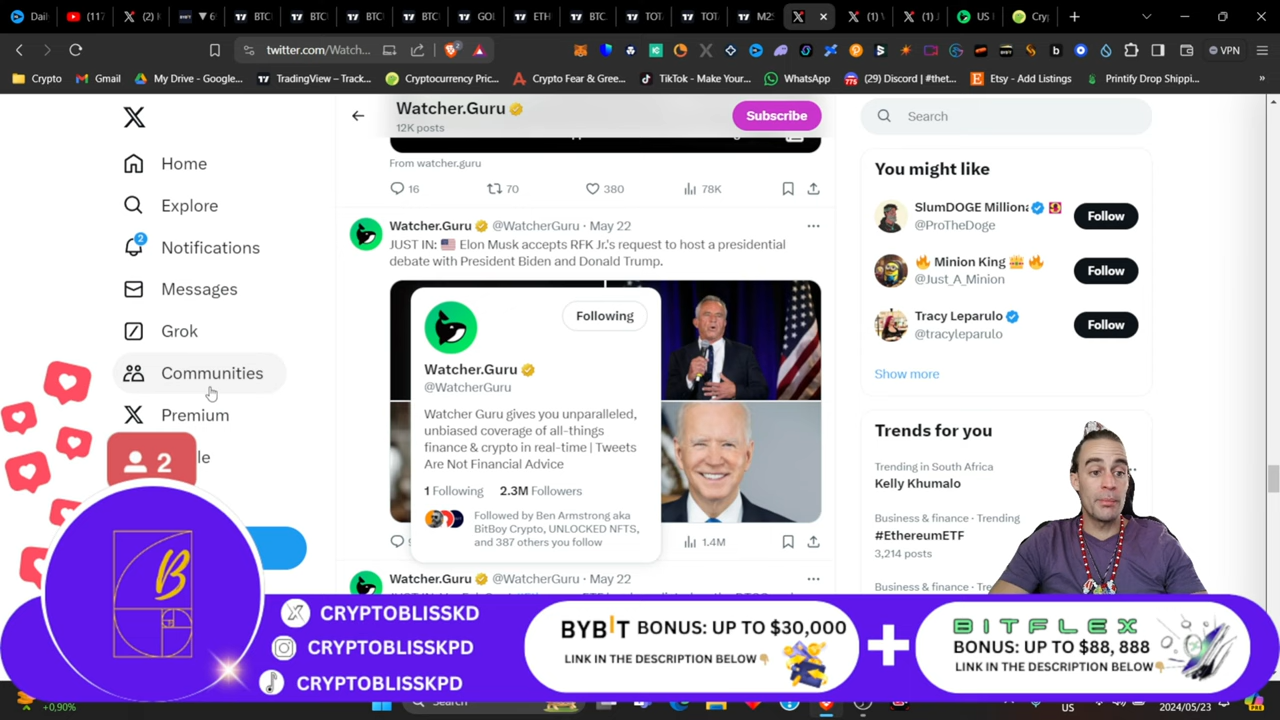 Dail
(117
(2)
6
BTC
BTC
BTC
BTC
GOL
ETH
BTC
TOT
TOT
M2S
(1)
(1)
US
Cry
twitter.com/Watch...
2
VPN
Crypto
Gmail
My Drive - Google...
TradingView – Track...
Cryptocurrency Pric...
Crypto Fear & Gree...
TikTok - Make Your...
WhatsApp
(29) Discord | #thet...
Etsy - Add Listings
Printify Drop Shippi...
»
Watcher.Guru
12K posts
Subscribe
Search
Home
Explore
2
Notifications
Messages
Grok
Communities
Premium
From watcher.guru
16
70
380
78K
Watcher.Guru @WatcherGuru · May 22
JUST IN: 🇺🇸 Elon Musk accepts RFK Jr.'s request to host a presidential
debate with President Biden and Donald Trump.
Following
Watcher.Guru
@WatcherGuru
Watcher Guru gives you unparalleled,
unbiased coverage of all-things
finance & crypto in real-time | Tweets
Are Not Financial Advice
1 Following 2.3M Followers
Followed by Ben Armstrong aka
BitBoy Crypto, UNLOCKED NFTS,
and 387 others you follow
1.4M
Watcher.Guru @WatcherGuru · May 22
You might like
SlumDOGE Milliona
@ProTheDoge
Follow
🔥 Minion King 👑 🔥
@Just_A_Minion
Follow
Tracy Leparulo
@tracyleparulo
Follow
Show more
Trends for you
Trending in South Africa
Kelly Khumalo
Business & finance · Trending
#EthereumETF
3,214 posts
Business & finance · Trending
2
le
B
CRYPTOBLISSKD
CRYPTOBLISSKPD
CRYPTOBLISSKPD
BYBIT BONUS: UP TO $30,000
LINK IN THE DESCRIPTION BELOW👇🏼
+
BITFLEX
BONUS: UP TO $88, 888
LINK IN THE DESCRIPTION BELOW👇🏼
+0,90%
Search
US
2024/05/23